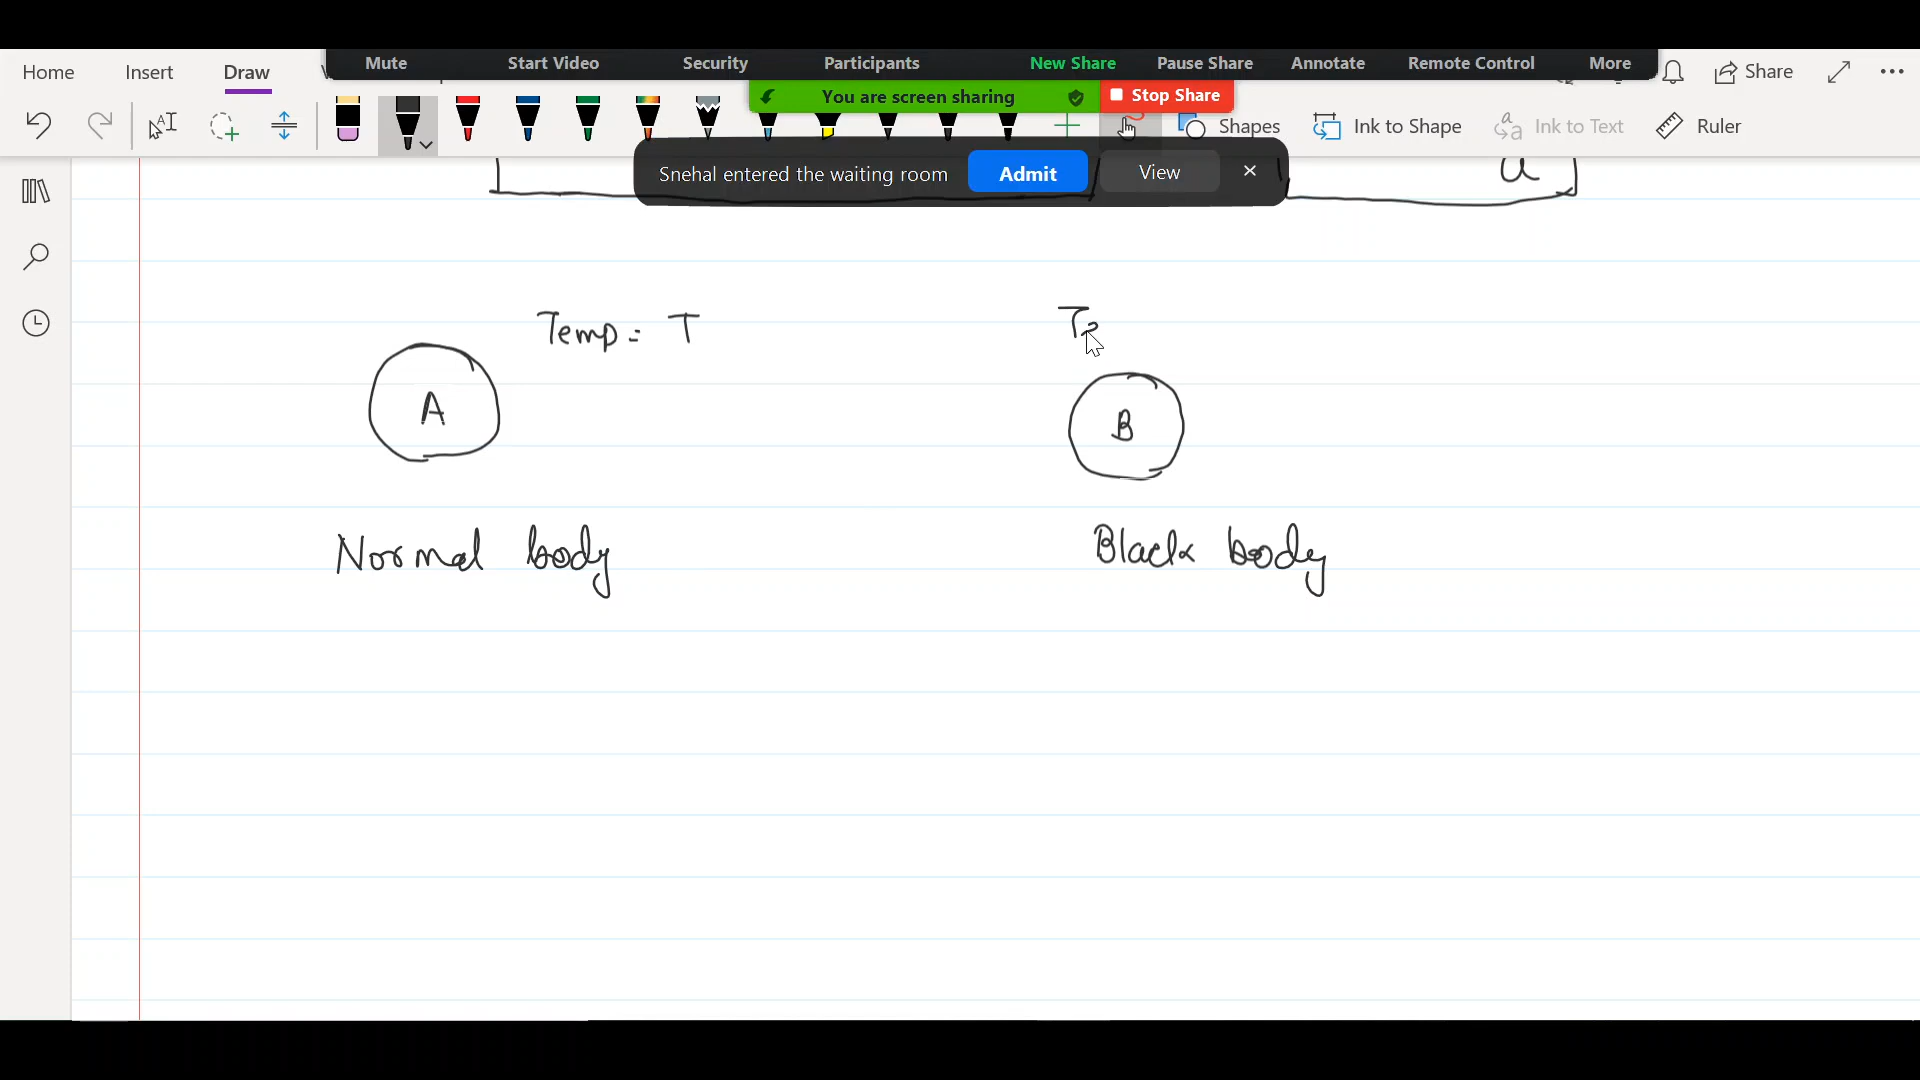 Mute Start Video Security Participants New Share Pause Share Annotate Remote Control More
Home Insert Draw Share
You are screen sharing Stop Share
Shapes Ink to Shape Ink to Text Ruler
Snehal entered the waiting room Admit View
a
Temp = T
A
B
Normal body Black body